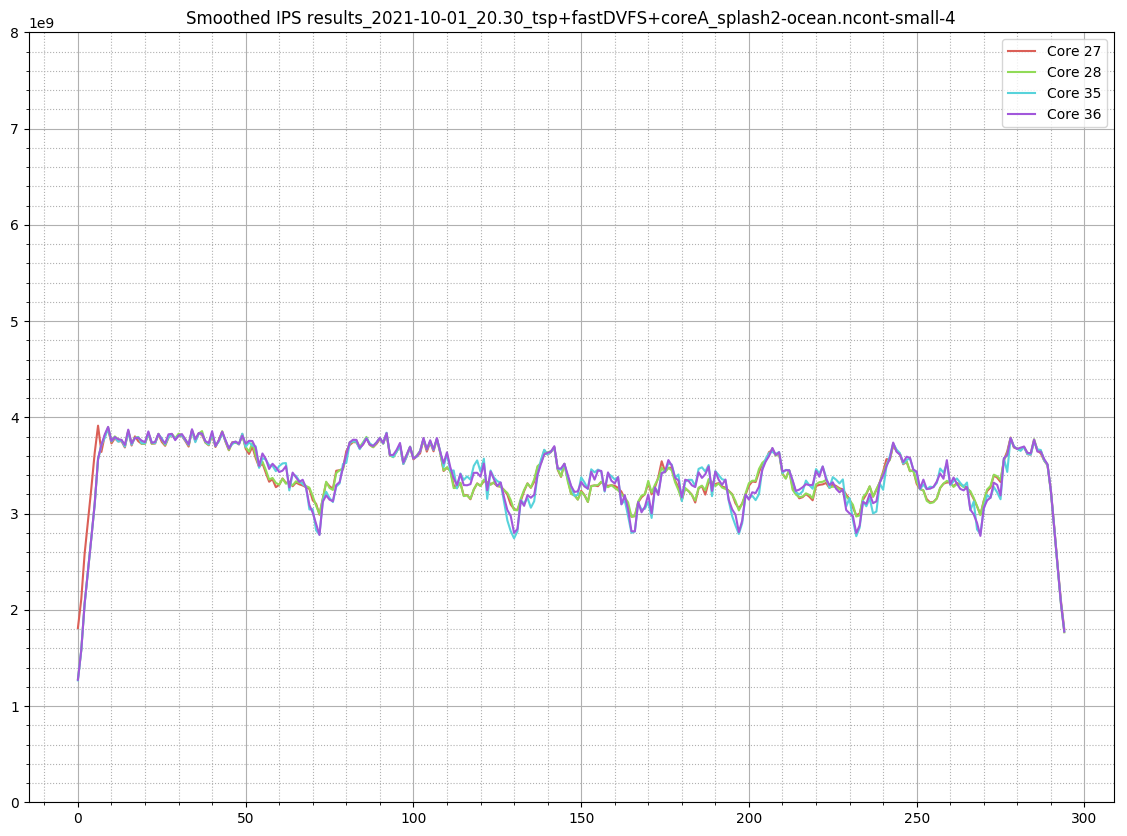 Smoothed IPS results_2021-10-01_20.30_tsp+fastDVFS+coreA_splash2-ocean.ncont-small-4
1e9
8
7
6
5
4
3
2
1
0
Core 27
Core 28
Core 35
Core 36
0 50 100 150 200 250 300